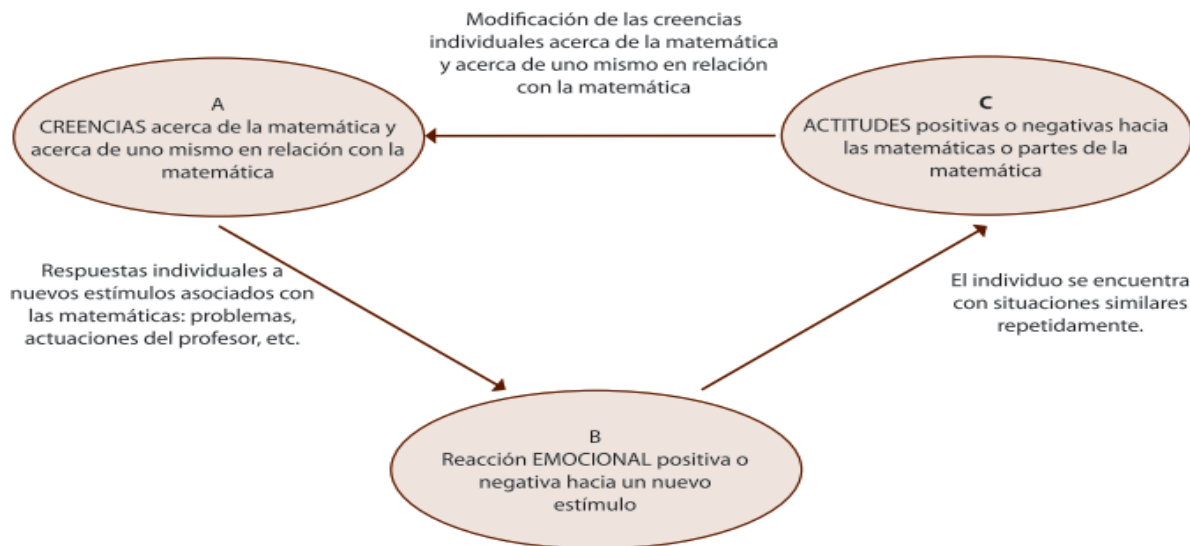 Modificación de las creencias
individuales acerca de la matemática
y acerca de uno mismo en relación
con la matemática
A
CREENCIAS acerca de la matemática y
acerca de uno mismo en relación con la
matemática
C
ACTITUDES positivas o negativas hacia
las matemáticas o partes de la
matemática
Respuestas individuales a
nuevos estímulos asociados con
las matemáticas: problemas,
actuaciones del profesor, etc.
El individuo se encuentra
con situaciones similares
repetidamente.
B
Reacción EMOCIONAL positiva o
negativa hacia un nuevo
estímulo